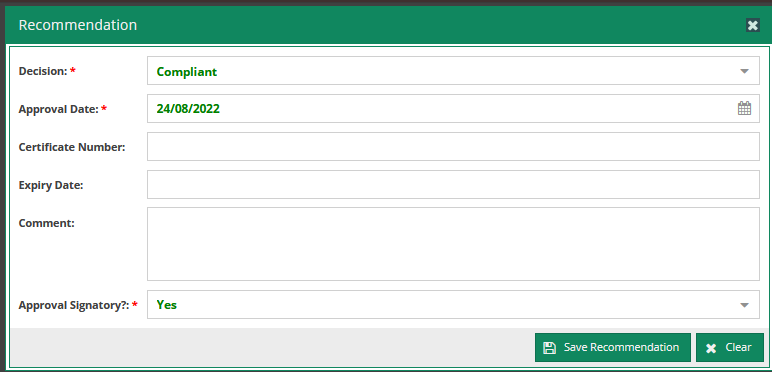 Recommendation
Decision: * Compliant
Approval Date: * 24/08/2022
Certificate Number:
Expiry Date:
Comment:
Approval Signatory?: * Yes
Save Recommendation Clear